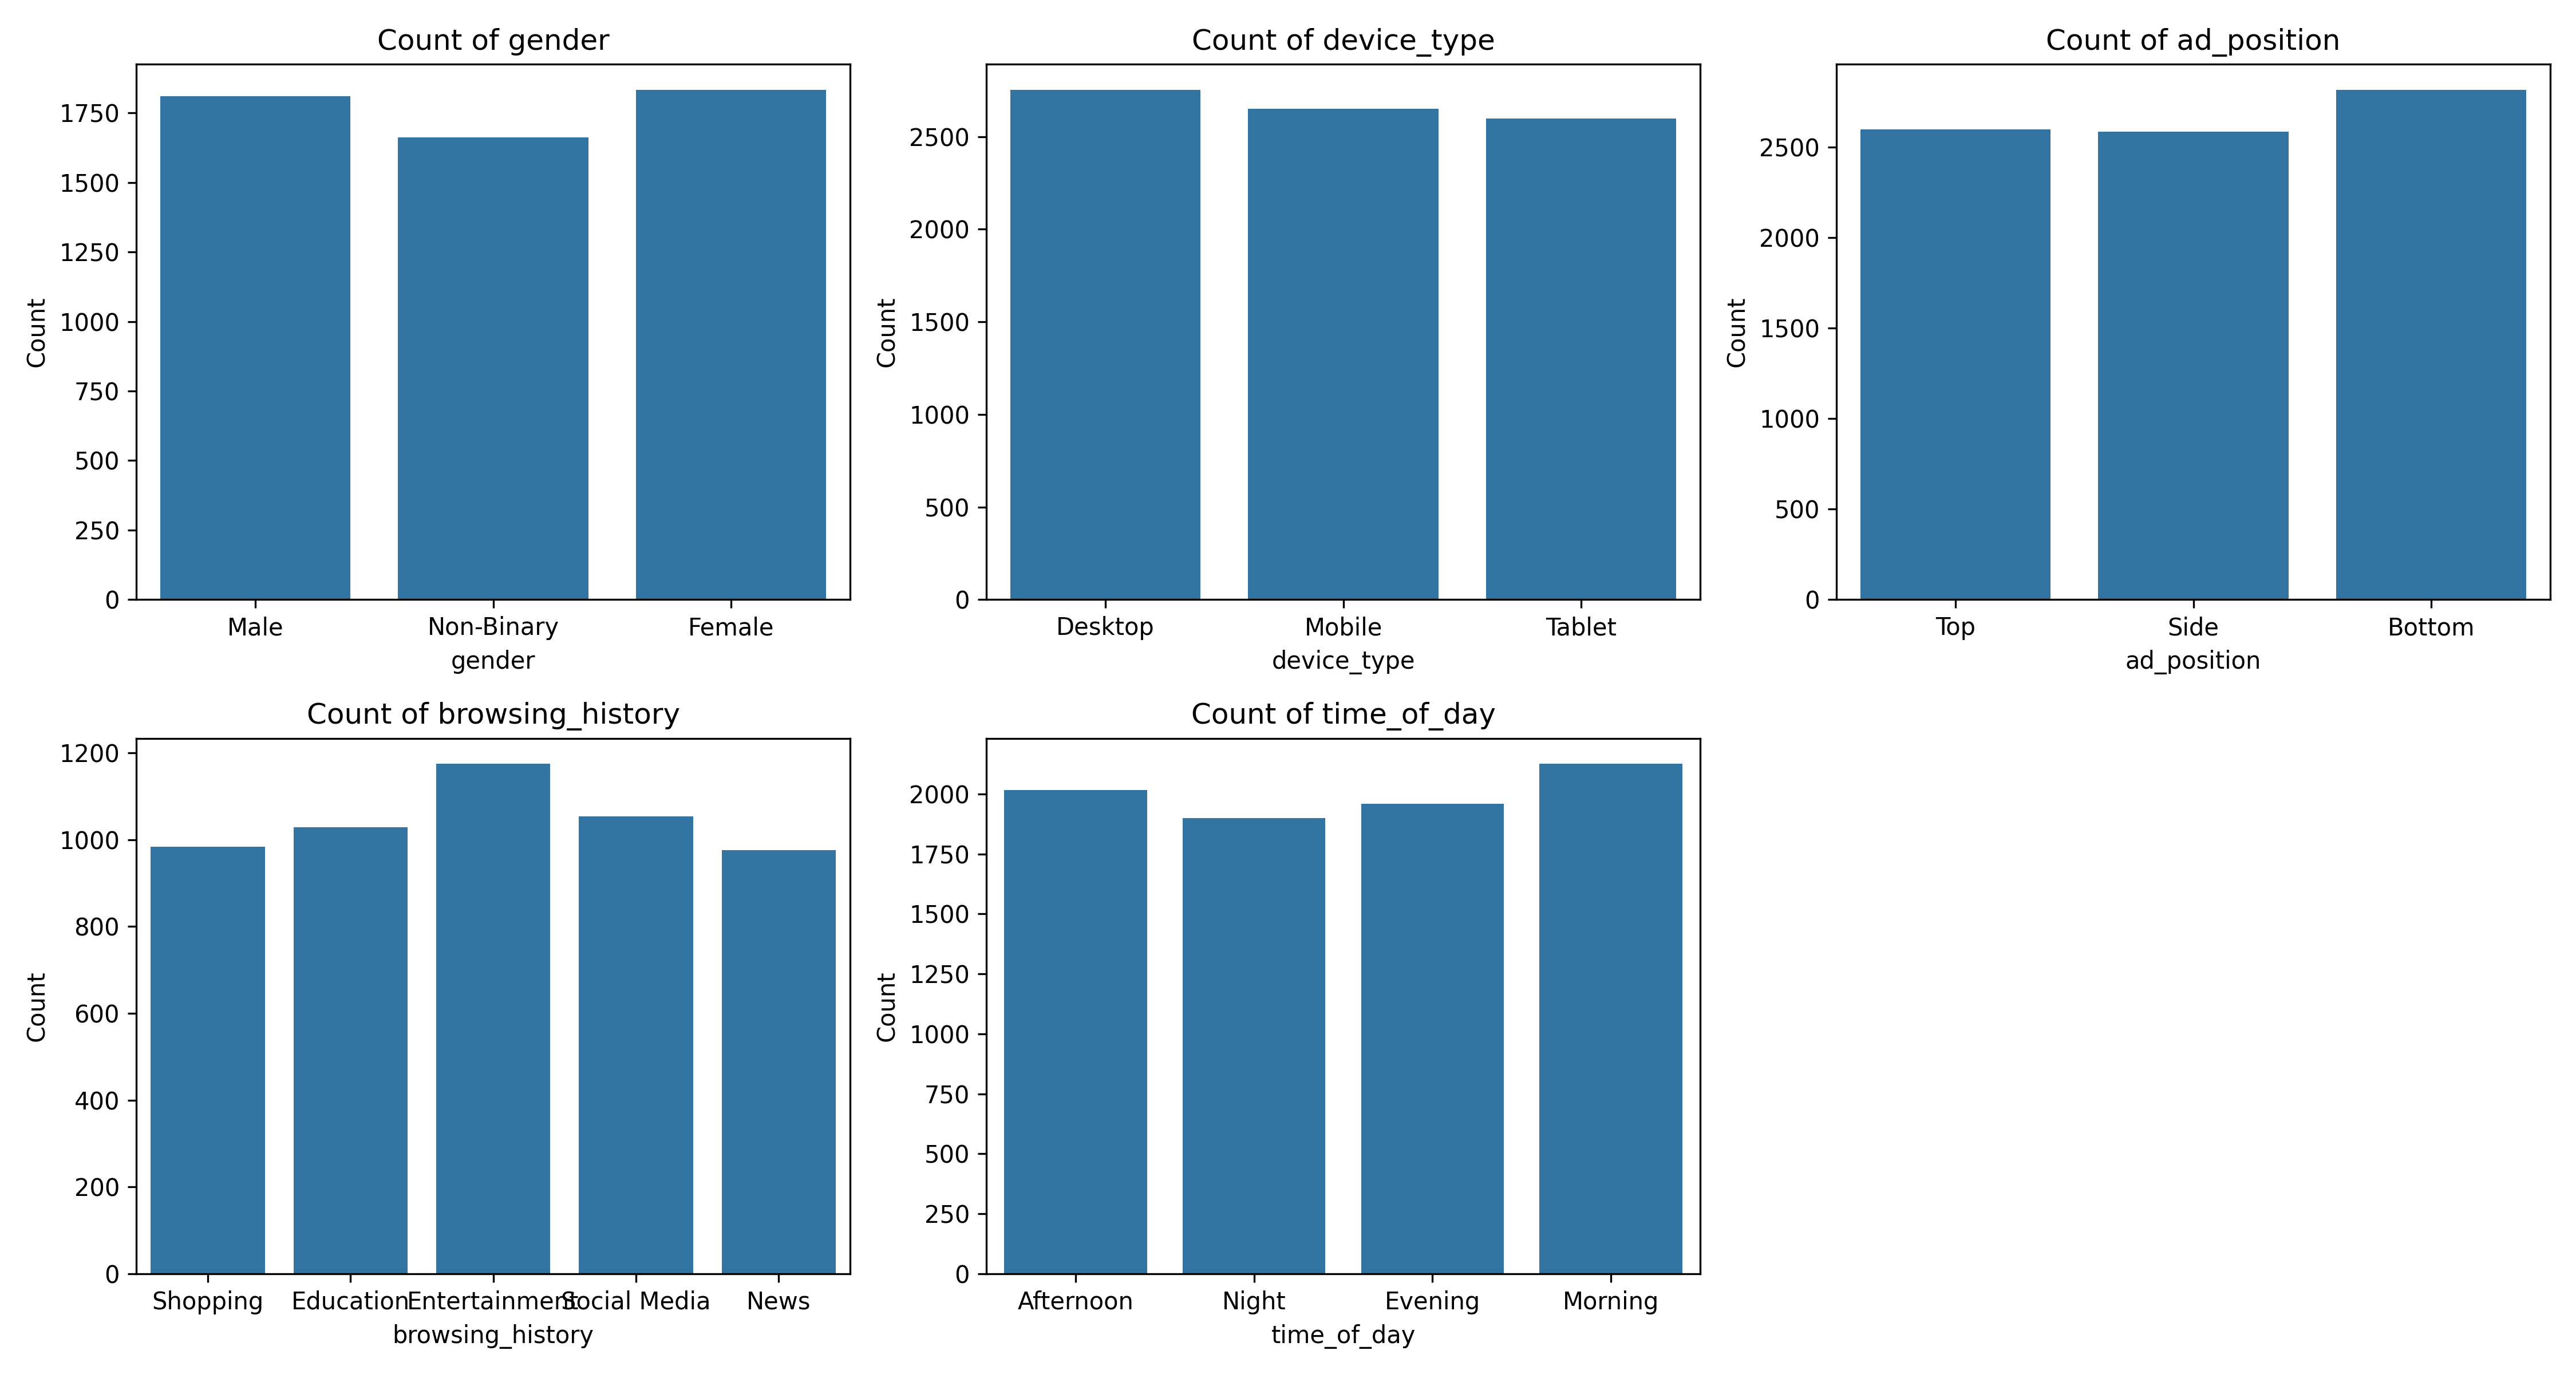 Count of gender
Count
1750
1500
1250
1000
750
500
250
0
Male Non-Binary Female
gender
Count of device_type
Count
2500
2000
1500
1000
500
0
Desktop Mobile Tablet
device_type
Count of ad_position
Count
2500
2000
1500
1000
500
0
Top Side Bottom
ad_position
Count of browsing_history
Count
1200
1000
800
600
400
200
0
Shopping Education Entertainment Social Media News
browsing_history
Count of time_of_day
Count
2000
1750
1500
1250
1000
750
500
250
0
Afternoon Night Evening Morning
time_of_day